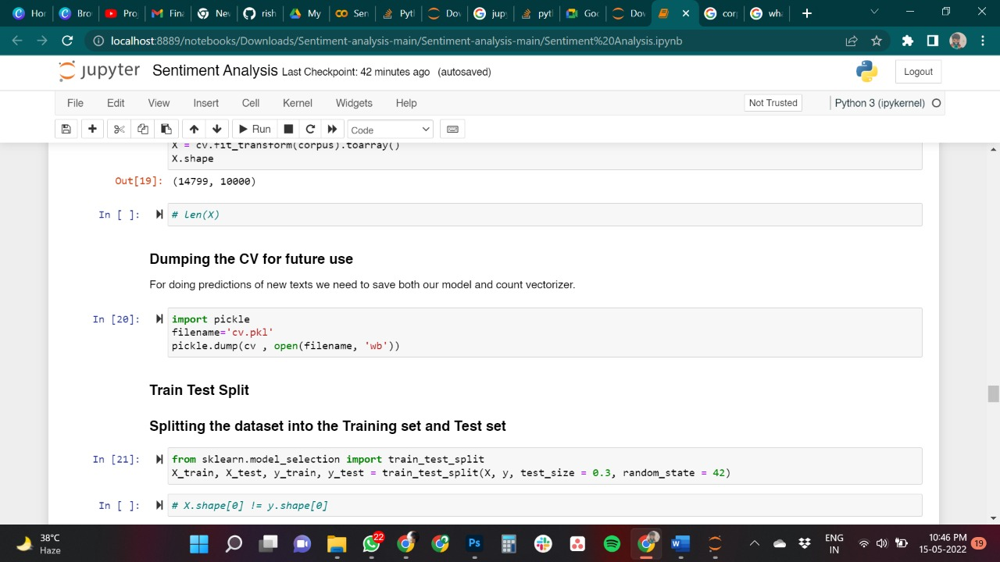 Hor
Bro
Proj
Fina
Nev
rish
My
Sen
Pytl
Dov
jup
pytl
Goc
Dov
corp
wha
localhost:8889/notebooks/Downloads/Sentiment-analysis-main/Sentiment-analysis-main/Sentiment%20Analysis.ipynb
jupyter Sentiment Analysis Last Checkpoint: 42 minutes ago (autosaved)
Logout
File Edit View Insert Cell Kernel Widgets Help
Not Trusted
Python 3 (ipykernel)
Run
Code
X = cv.fit_transform(corpus).toarray()
X.shape
Out[19]: (14799, 10000)
In [ ]: # len(X)
Dumping the CV for future use
For doing predictions of new texts we need to save both our model and count vectorizer.
In [20]: import pickle
filename='cv.pkl'
pickle.dump(cv , open(filename, 'wb'))
Train Test Split
Splitting the dataset into the Training set and Test set
In [21]: from sklearn.model_selection import train_test_split
X_train, X_test, y_train, y_test = train_test_split(X, y, test_size = 0.3, random_state = 42)
In [ ]: # X.shape[0] != y.shape[0]
38°C
Haze
22
Ps
W
ENG
IN
10:46 PM
15-05-2022
19